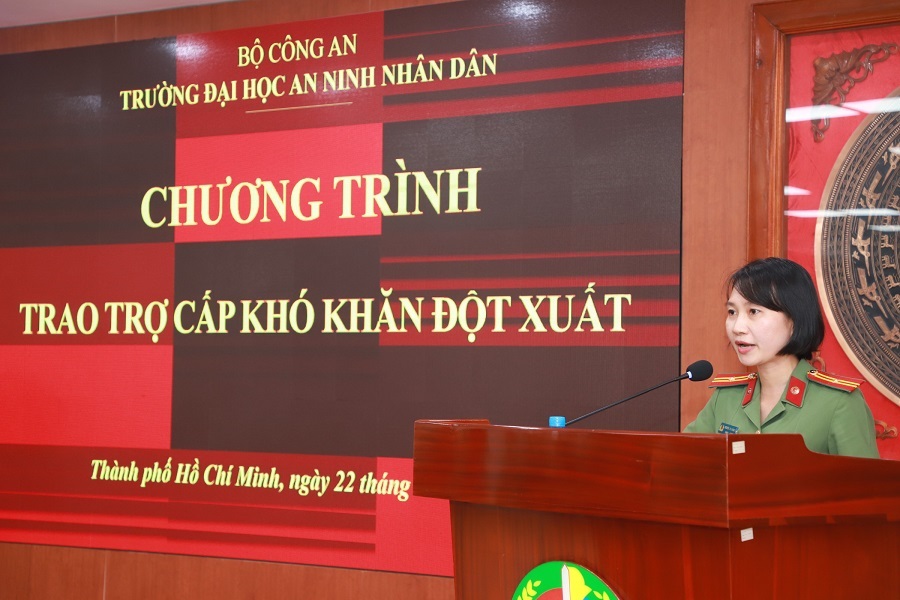 BỘ CÔNG AN
TRƯỜNG ĐẠI HỌC AN NINH NHÂN DÂN
CHƯƠNG TRÌNH
TRAO TRỢ CẤP KHÓ KHĂN ĐỘT XUẤT
Thành phố Hồ Chí Minh, ngày 22 tháng